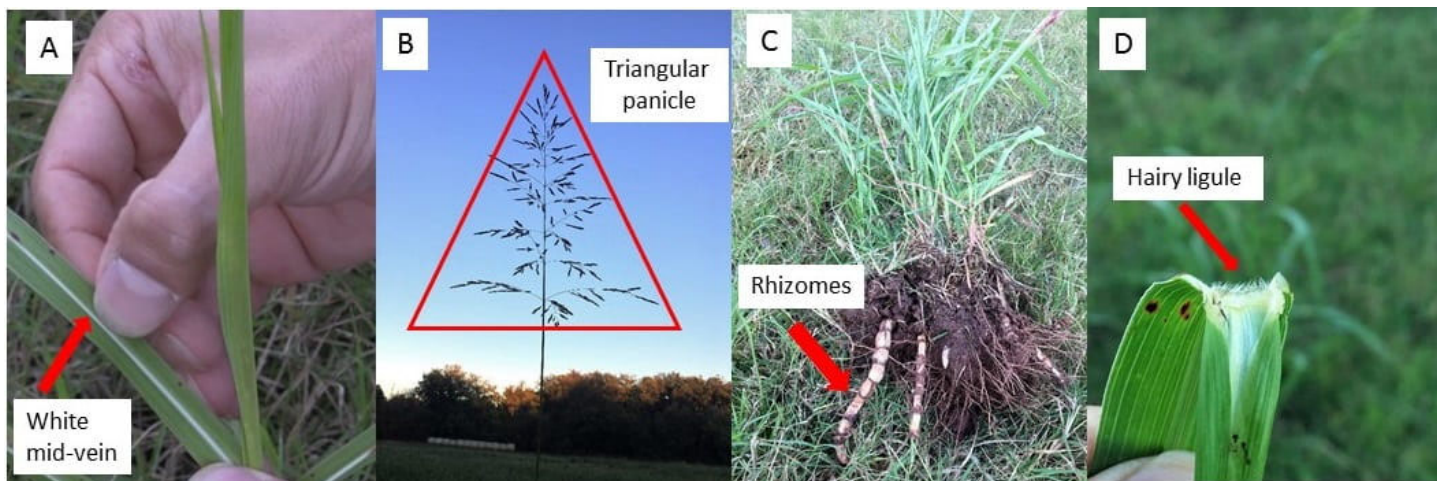 A
White
mid-vein
B
Triangular
panicle
C
Rhizomes
D
Hairy ligule